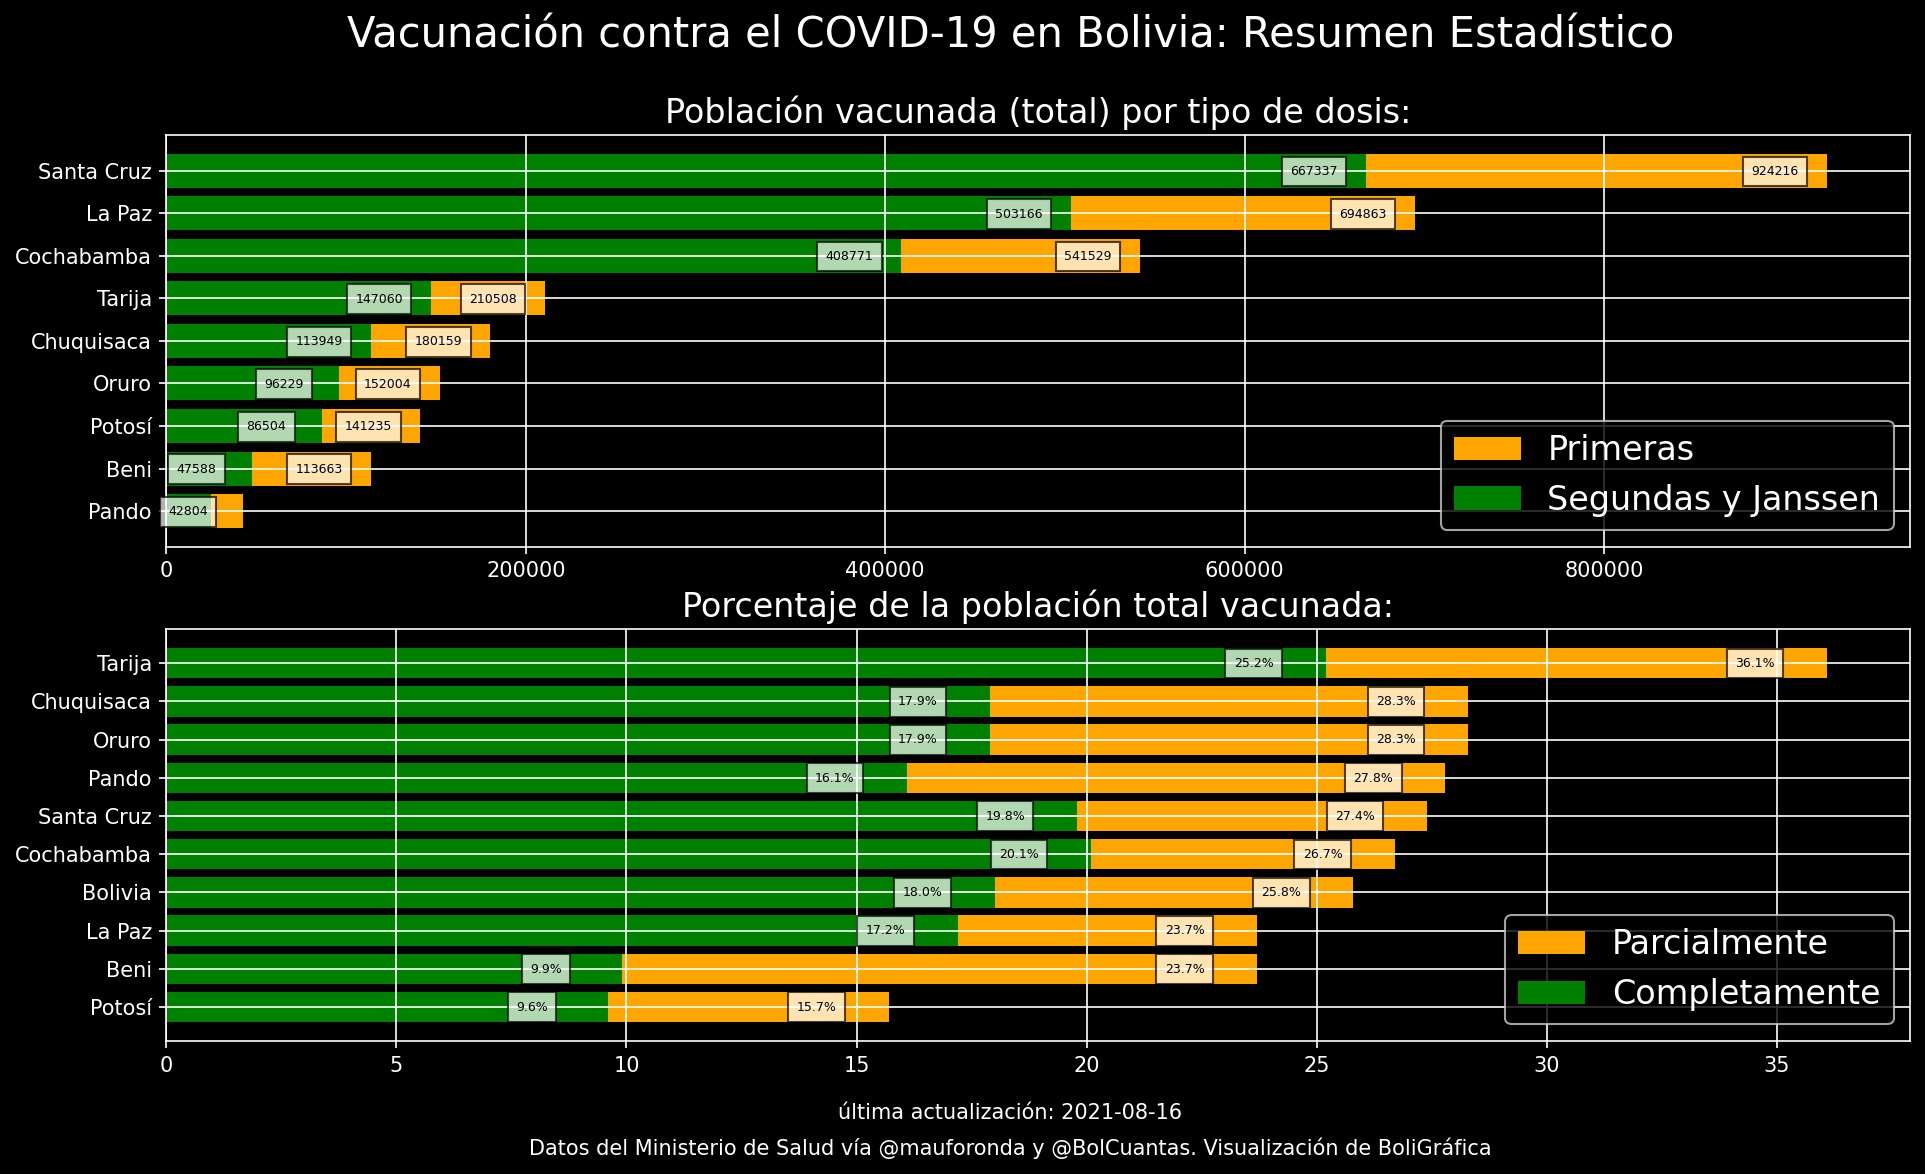 Vacunación contra el COVID-19 en Bolivia: Resumen Estadístico
Población vacunada (total) por tipo de dosis:
Santa Cruz 667337 924216
La Paz 503166 694863
Cochabamba 408771 541529
Tarija 147060 210508
Chuquisaca 113949 180159
Oruro 96229 152004
Potosí 86504 141235
Beni 47588 113663
Pando 42804
Primeras
Segundas y Janssen
0 200000 400000 600000 800000
Porcentaje de la población total vacunada:
Tarija 25.2% 36.1%
Chuquisaca 17.9% 28.3%
Oruro 17.9% 28.3%
Pando 16.1% 27.8%
Santa Cruz 19.8% 27.4%
Cochabamba 20.1% 26.7%
Bolivia 18.0% 25.8%
La Paz 17.2% 23.7%
Beni 9.9% 23.7%
Potosí 9.6% 15.7%
Parcialmente
Completamente
0 5 10 15 20 25 30 35
última actualización: 2021-08-16
Datos del Ministerio de Salud vía @mauforonda y @BolCuantas. Visualización de BoliGráfica